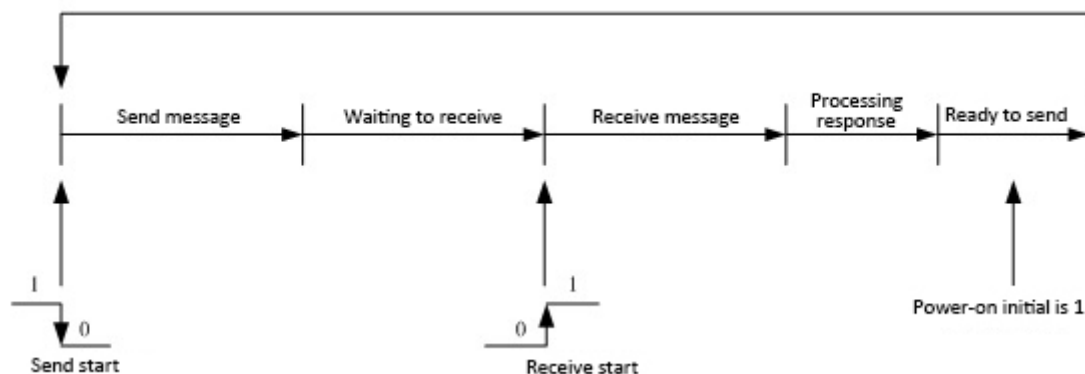 Send message
Waiting to receive
Receive message
Processing
response
Ready to send
1
0
Send start
1
0
Receive start
Power-on initial is 1